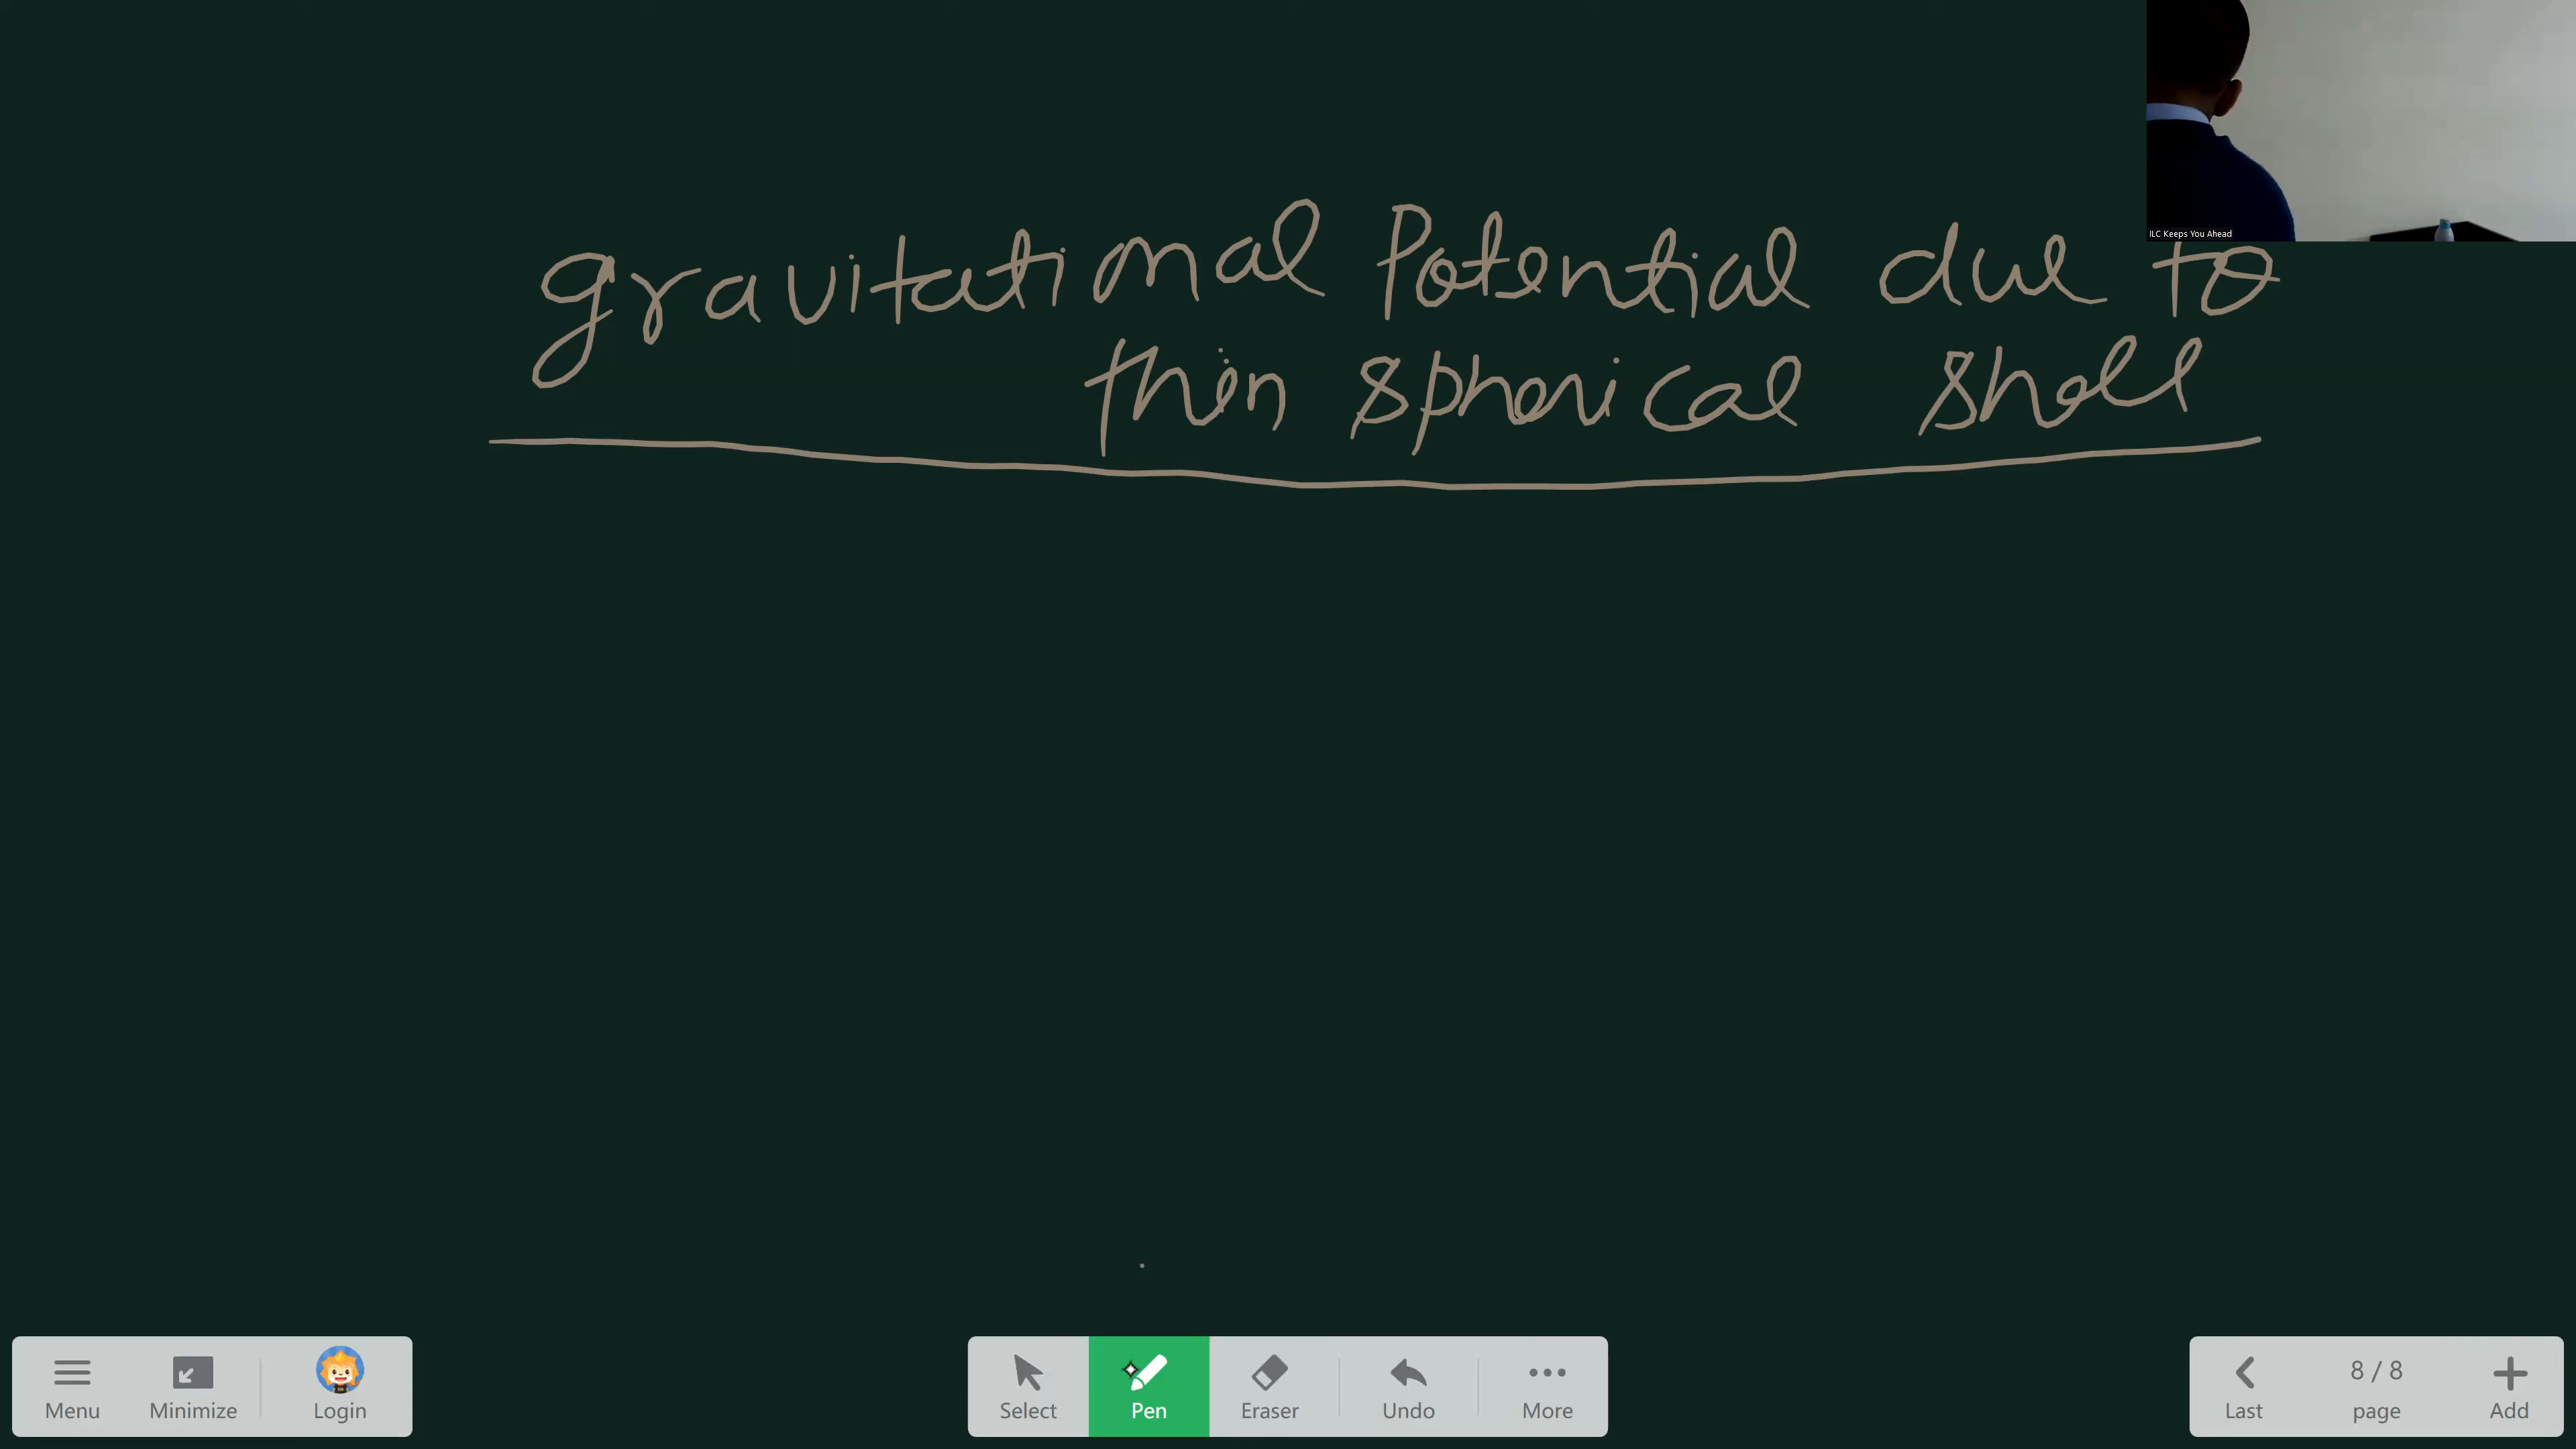 ILC Keeps You Ahead
gravitational Potential due to
thin spherical shell
Menu
Minimize
Login
Select
Pen
Eraser
Undo
More
Last
8 / 8
page
Add